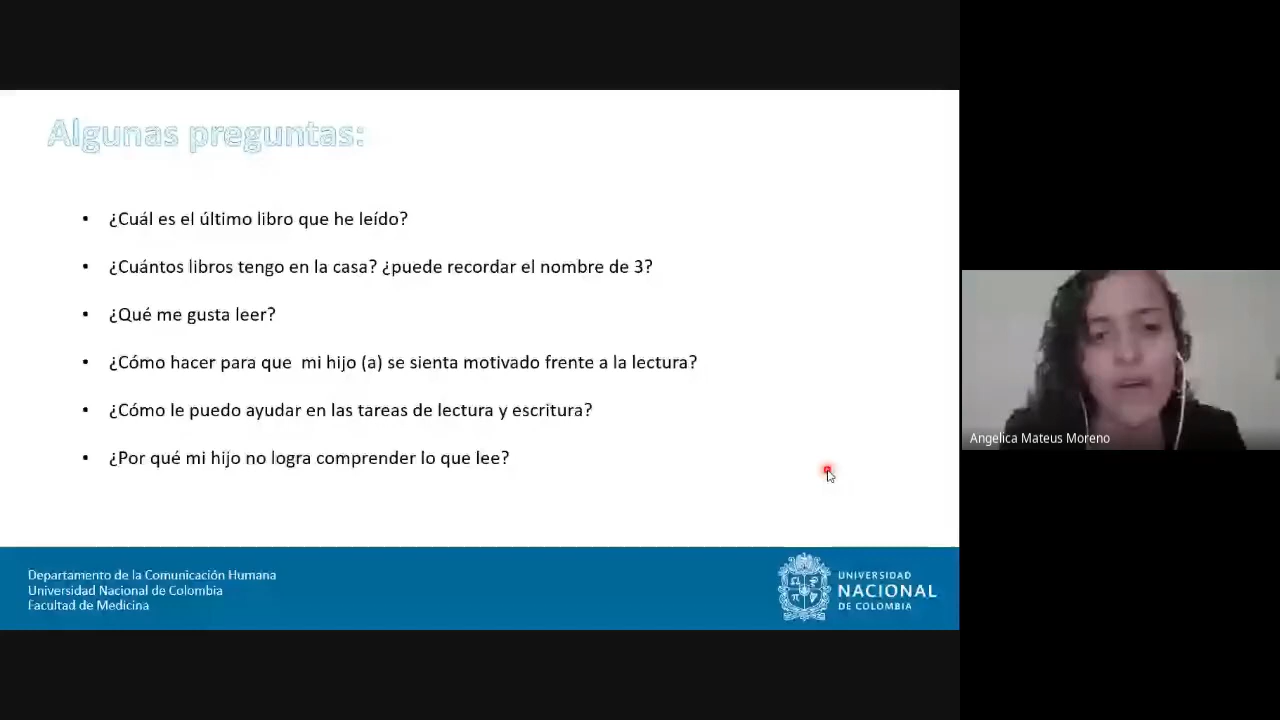 Algunas preguntas:
• ¿Cuál es el último libro que he leído?
• ¿Cuántos libros tengo en la casa? ¿puede recordar el nombre de 3?
• ¿Qué me gusta leer?
• ¿Cómo hacer para que  mi hijo (a) se sienta motivado frente a la lectura?
• ¿Cómo le puedo ayudar en las tareas de lectura y escritura?
• ¿Por qué mi hijo no logra comprender lo que lee?
Angelica Mateus Moreno
Departamento de la Comunicación Humana
Universidad Nacional de Colombia
Facultad de Medicina
UNIVERSIDAD
NACIONAL
DE COLOMBIA